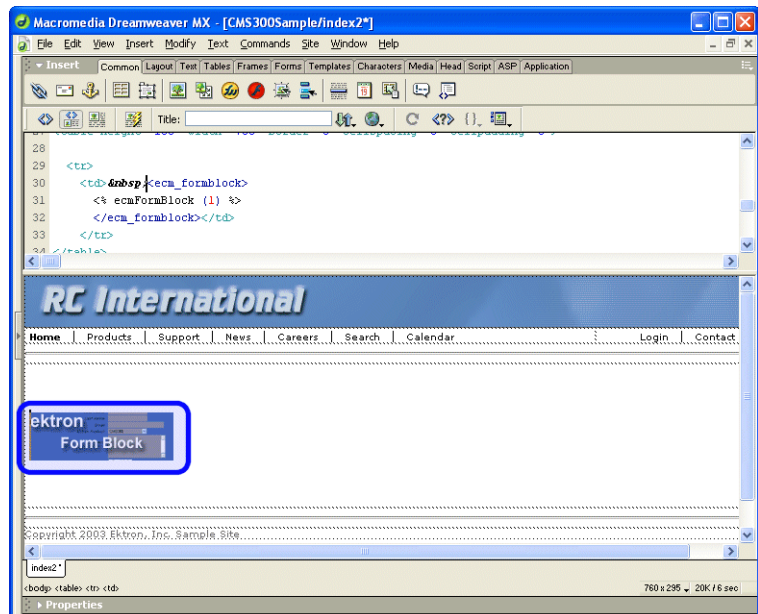 Macromedia Dreamweaver MX - [CMS300Sample/index2*]
File Edit View Insert Modify Text Commands Site Window Help
Insert Common Layout Text Tables Frames Forms Templates Characters Media Head Script ASP Application
Title:
28
29 <tr>
30 <td>&nbsp;<ecm_formblock>
31 <% ecmFormBlock (1) %>
32 </ecm_formblock></td>
33 </tr>
34 </table>
RC International
Home | Products | Support | News | Careers | Search | Calendar Login | Contact
ektron
Form Block
Copyright 2003 Ektron, Inc. Sample Site
index2*
<body> <table> <tr> <td> 760 x 295 20K / 6 sec
Properties